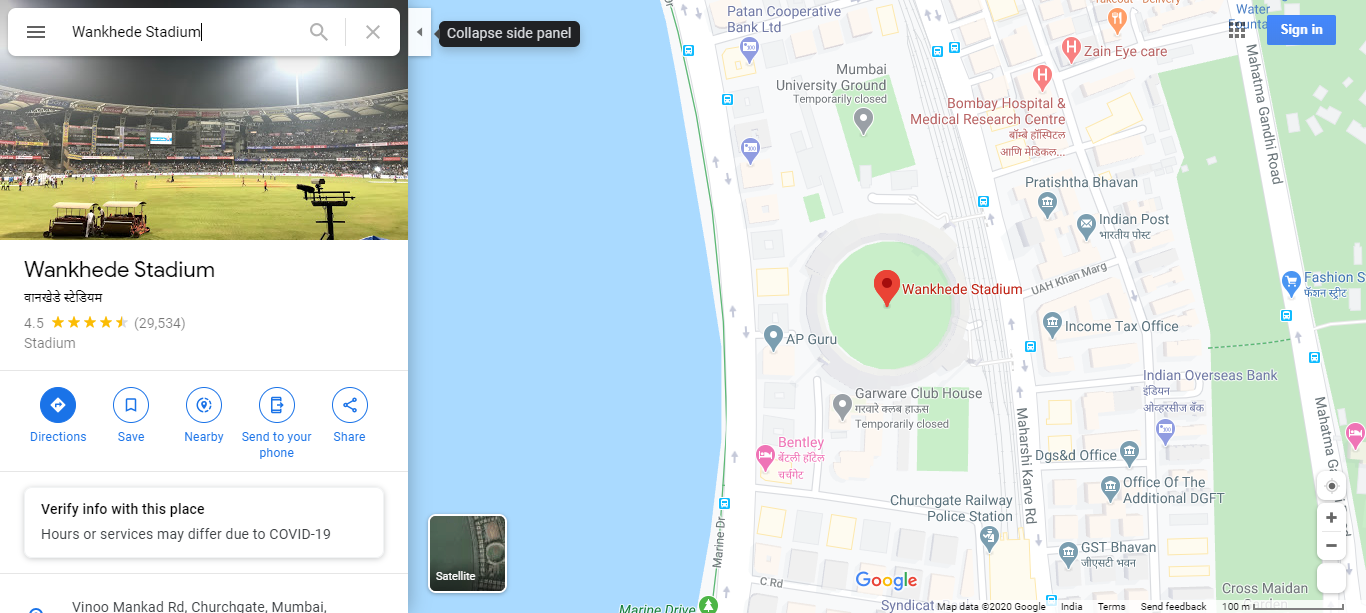 Wankhede Stadium
Collapse side panel
Sign in
Wankhede Stadium
वानखेडे स्टेडियम
4.5 (29,534)
Stadium
Directions
Save
Nearby
Send to your
phone
Share
Verify info with this place
Hours or services may differ due to COVID-19
Vinoo Mankad Rd, Churchgate, Mumbai,
Satellite
Patan Cooperative
Bank Ltd
Takeout · Delivery
Water
Zain Eye care
Mumbai
University Ground
Temporarily closed
Bombay Hospital &
Medical Research Centre
बॉम्बे हॉस्पिटल
आणि मेडिकल...
Mahatma Gandhi Road
Pratishtha Bhavan
Indian Post
भारतीय पोस्ट
UAH Khan Marg
Wankhede Stadium
Fashion S
फॅशन स्ट्रीट
Income Tax Office
AP Guru
Indian Overseas Bank
इंडियन
ओव्हरसीज बँक
Garware Club House
गरवारे क्लब हाऊस
Temporarily closed
Maharshi Karve Rd
Mahatma Ga
Bentley
बेंटली हॉटेल
चर्चगेट
Dgs&d Office
Office Of The
Additional DGFT
Churchgate Railway
Police Station
Marine Dr
GST Bhavan
जीएसटी भवन
C Rd
Google
Cross Maidan
Garden
Marine Drive
Syndicat
Map data ©2020 Google
India
Terms
Send feedback
100 m